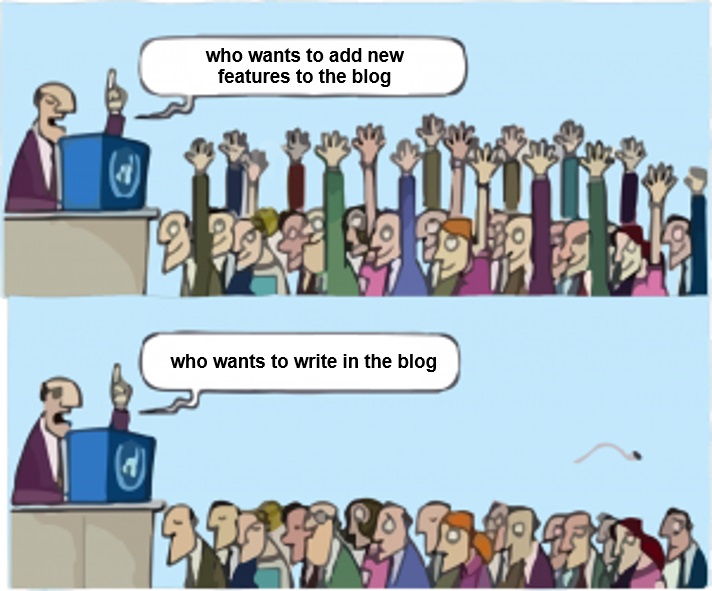 who wants to add new
features to the blog
who wants to write in the blog